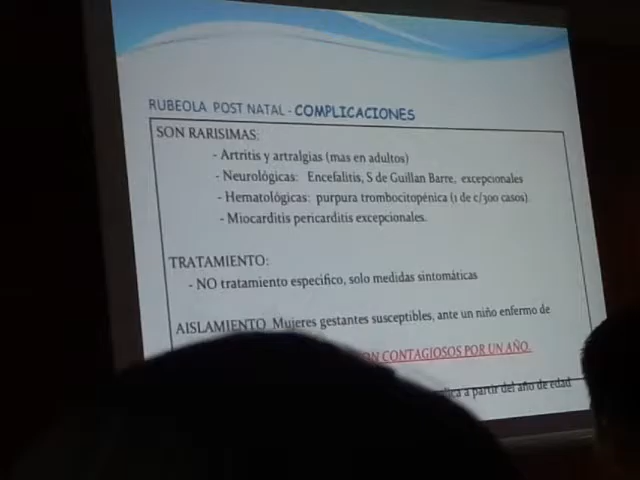 RUBEOLA POST NATAL - COMPLICACIONES
SON RARISIMAS:
- Artritis y artralgias (mas en adultos)
- Neurológicas: Encefalitis, S de Guillan Barre, excepcionales
- Hematológicas: purpura trombocitopénica (1 de c/300 casos)
- Miocarditis pericarditis excepcionales.
TRATAMIENTO:
- NO tratamiento especifico, solo medidas sintomáticas
AISLAMIENTO Mujeres gestantes susceptibles, ante un niño enfermo de
CONTAGIOSOS POR UN AÑO.
a partir del año de edad